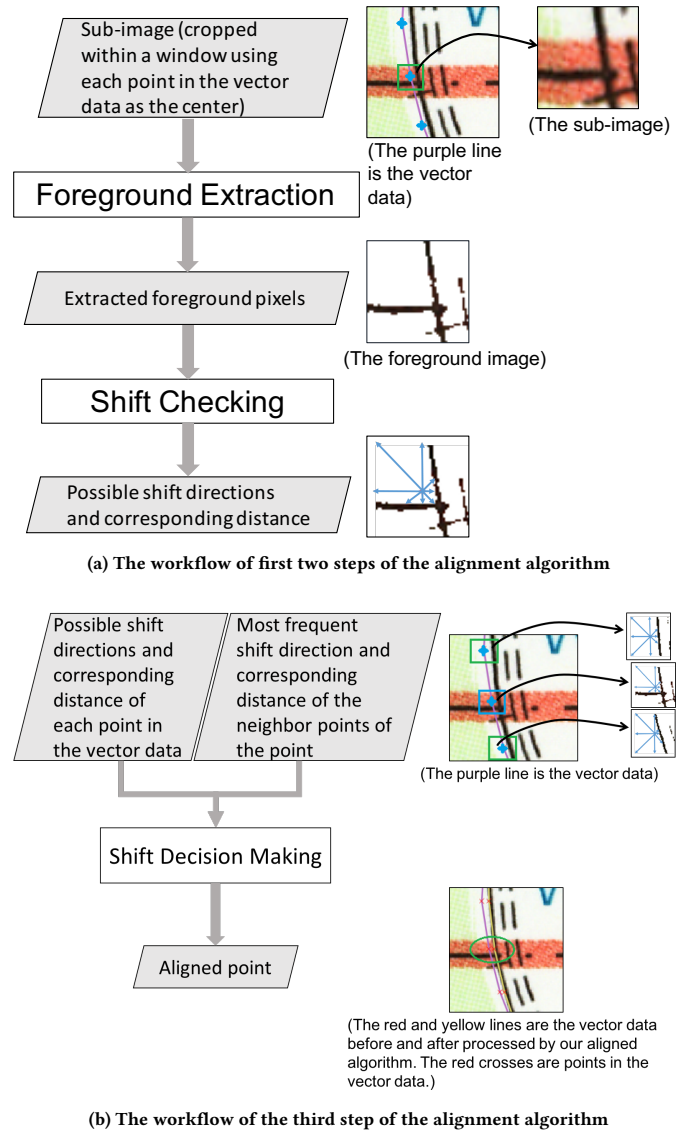 Sub-image (cropped
within a window using
each point in the vector
data as the center)
V
(The sub-image)
(The purple line
is the vector
data)
Foreground Extraction
Extracted foreground pixels
(The foreground image)
Shift Checking
Possible shift directions
and corresponding distance
(a) The workflow of first two steps of the alignment algorithm
Possible shift
directions and
corresponding
distance of
each point in
the vector data
Most frequent
shift direction and
corresponding
distance of the
neighbor points of
the point
V
(The purple line is the vector data)
Shift Decision Making
Aligned point
V
(The red and yellow lines are the vector data
before and after processed by our aligned
algorithm. The red crosses are points in the
vector data.)
(b) The workflow of the third step of the alignment algorithm